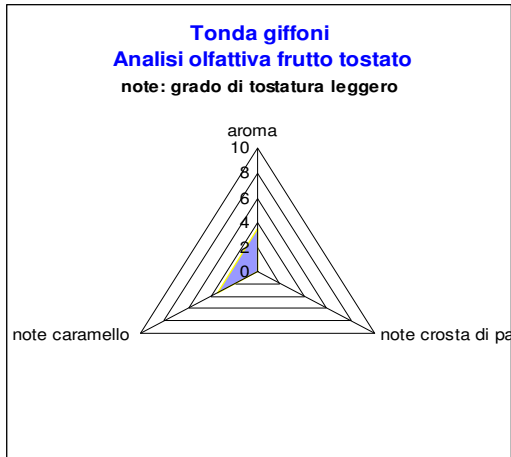 Tonda giffoni
Analisi olfattiva frutto tostato
note: grado di tostatura leggero
aroma
10
8
6
4
2
0
note caramello
note crosta di pa